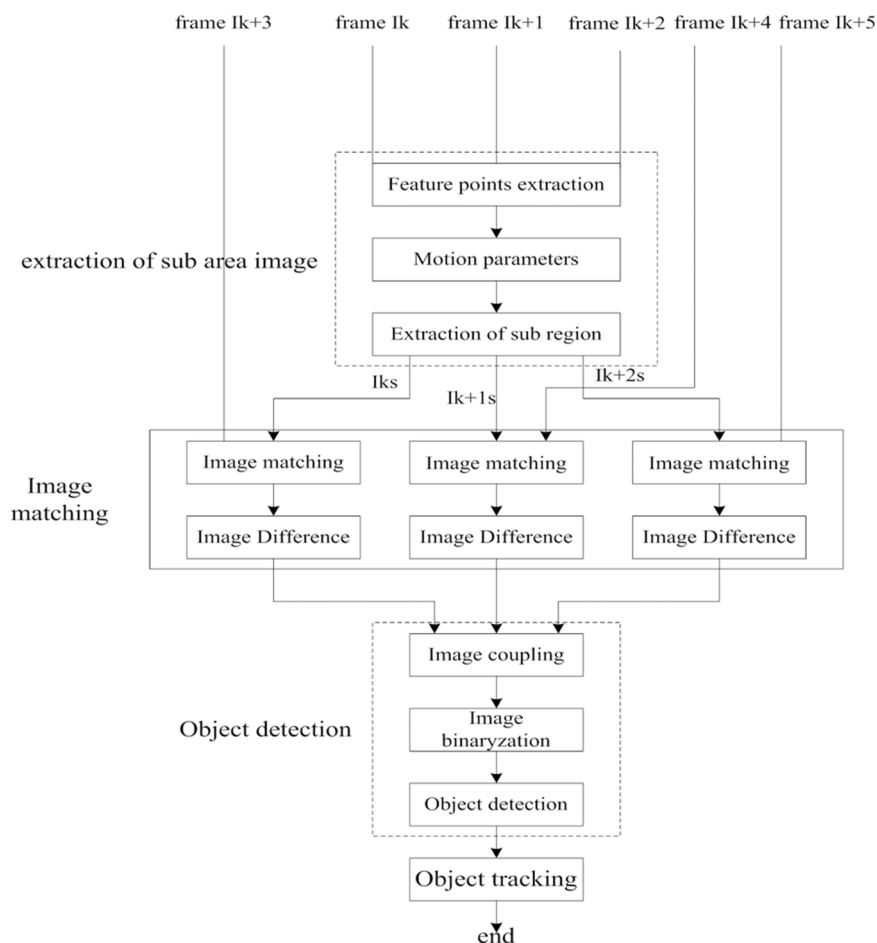 frame Ik+3
frame Ik
frame Ik+1
frame Ik+2
frame Ik+4
frame Ik+5
Feature points extraction
extraction of sub area image
Motion parameters
Extraction of sub region
Iks
Ik+1s
Ik+2s
Image matching
Image matching
Image matching
Image
matching
Image Difference
Image Difference
Image Difference
Image coupling
Object detection
Image
binaryzation
Object detection
Object tracking
end